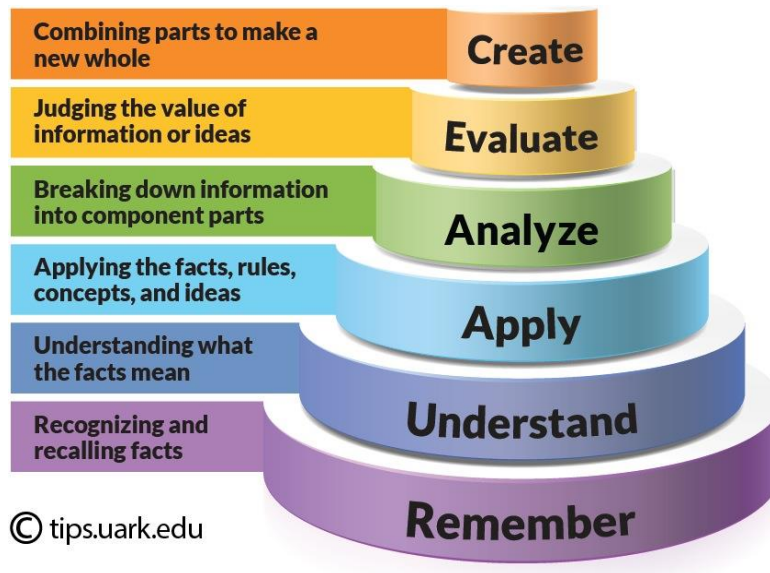 Combining parts to make a
new whole
Create
Judging the value of
information or ideas
Evaluate
Breaking down information
into component parts
Analyze
Applying the facts, rules,
concepts, and ideas
Apply
Understanding what
the facts mean
Understand
Recognizing and
recalling facts
Remember
© tips.uark.edu